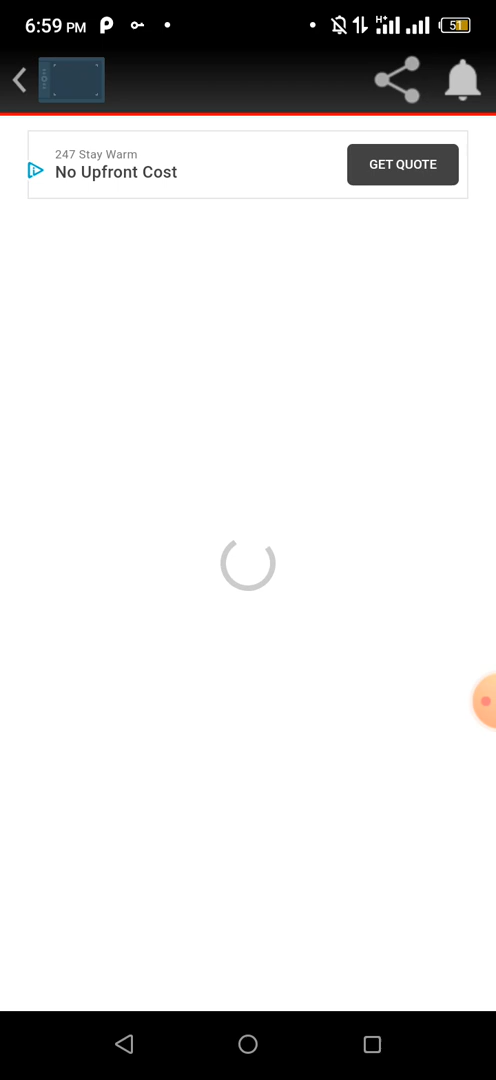 6:59 PM
H+
51
247 Stay Warm
No Upfront Cost
GET QUOTE